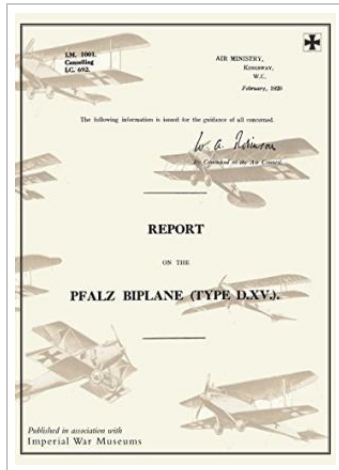 I.M. 1001.
Cancelling
I.C. 692.
AIR MINISTRY,
KINGSWAY,
W.C.
February, 1920
The following information is issued for the guidance of all concerned.
W. A. Robinson
By Command of the Air Council.
REPORT
ON THE
PFALZ BIPLANE (TYPE D.XV.).
Published in association with
Imperial War Museums